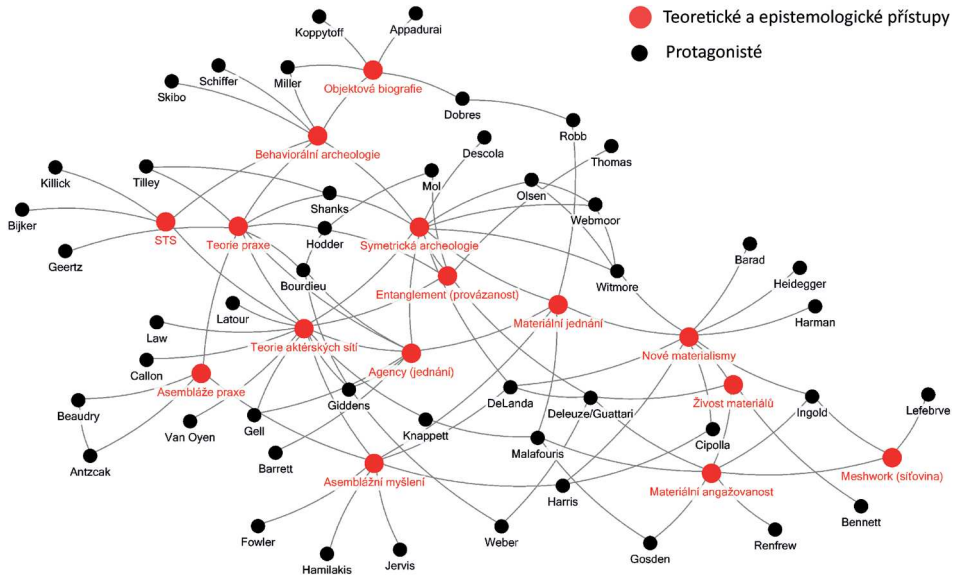 Teoretické a epistemologické přístupy
Protagonisté
Koppytoff
Appadurai
Schiffer
Miller
Skibo
Objektová biografie
Dobres
Robb
Behaviorální archeologie
Descola
Thomas
Killick
Tilley
Mol
Olsen
Shanks
Webmoor
Bijker
STS
Teorie praxe
Hodder
Symetrická archeologie
Geertz
Barad
Bourdieu
Witmore
Heidegger
Entanglement (provázanost)
Latour
Harman
Law
Materiální jednání
Teorie aktérských sítí
Nové materialismy
Callon
Agency (jednání)
Asembláže praxe
Giddens
DeLanda
Deleuze/Guattari
Živost materiálů
Beaudry
Ingold
Lefebrve
Van Oyen
Gell
Knappett
Cipolla
Antzcak
Barrett
Malafouris
Asemblážní myšlení
Meshwork (síťovina)
Harris
Materiální angažovanost
Bennett
Fowler
Weber
Renfrew
Hamilakis
Jervis
Gosden